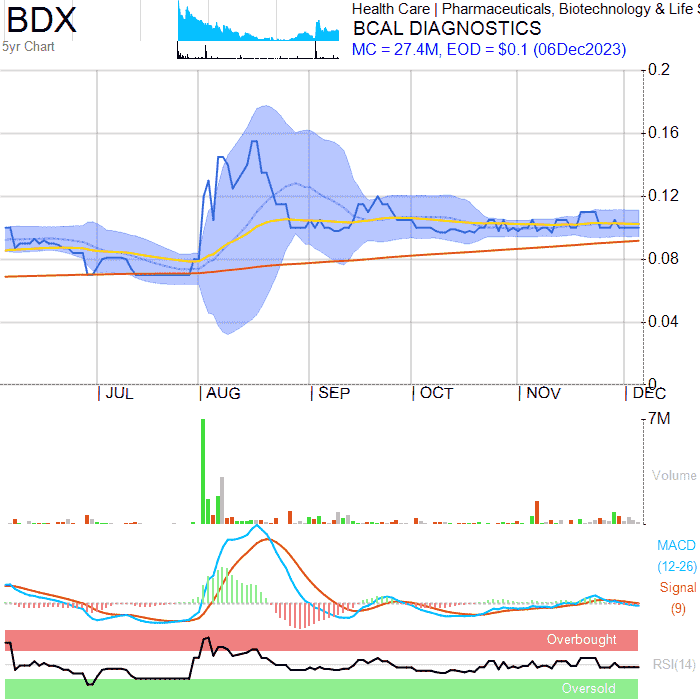 BDX
5yr Chart
Health Care | Pharmaceuticals, Biotechnology & Life S
BCAL DIAGNOSTICS
MC = 27.4M, EOD = $0.1 (06Dec2023)
0.2
0.16
0.12
0.08
0.04
0
JUL AUG SEP OCT NOV DEC
7M
Volume
MACD
(12-26)
Signal
(9)
Overbought
RSI(14)
Oversold